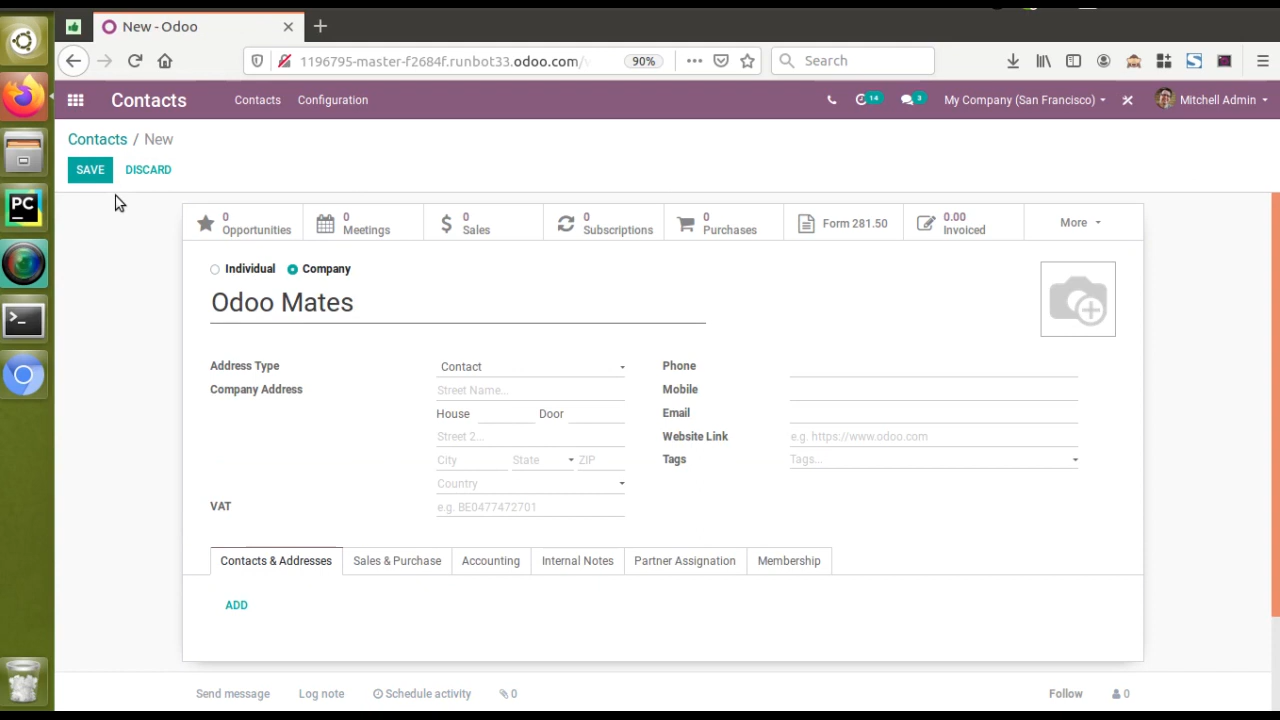 New - Odoo
1196795-master-f2684f.runbot33.odoo.com/
90%
Search
Contacts
Contacts
Configuration
14
3
My Company (San Francisco)
Mitchell Admin
Contacts / New
SAVE
DISCARD
0
Opportunities
0
Meetings
0
Sales
0
Subscriptions
0
Purchases
Form 281.50
0.00
Invoiced
More
Individual
Company
Odoo Mates
Address Type
Contact
Company Address
Street Name...
House
Door
Street 2...
City
State
ZIP
Country
VAT
e.g. BE0477472701
Phone
Mobile
Email
Website Link
e.g. https://www.odoo.com
Tags
Tags...
Contacts & Addresses
Sales & Purchase
Accounting
Internal Notes
Partner Assignation
Membership
ADD
Send message
Log note
Schedule activity
0
Follow
0
PC